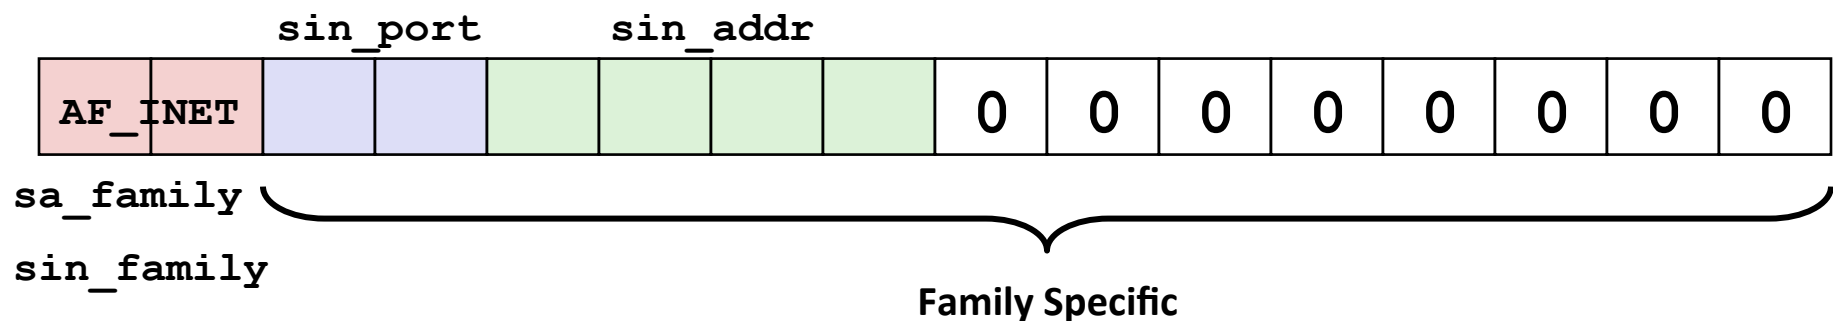 sin_port sin_addr
AF_INET 0 0 0 0 0 0 0 0
sa_family
sin_family
Family Specific